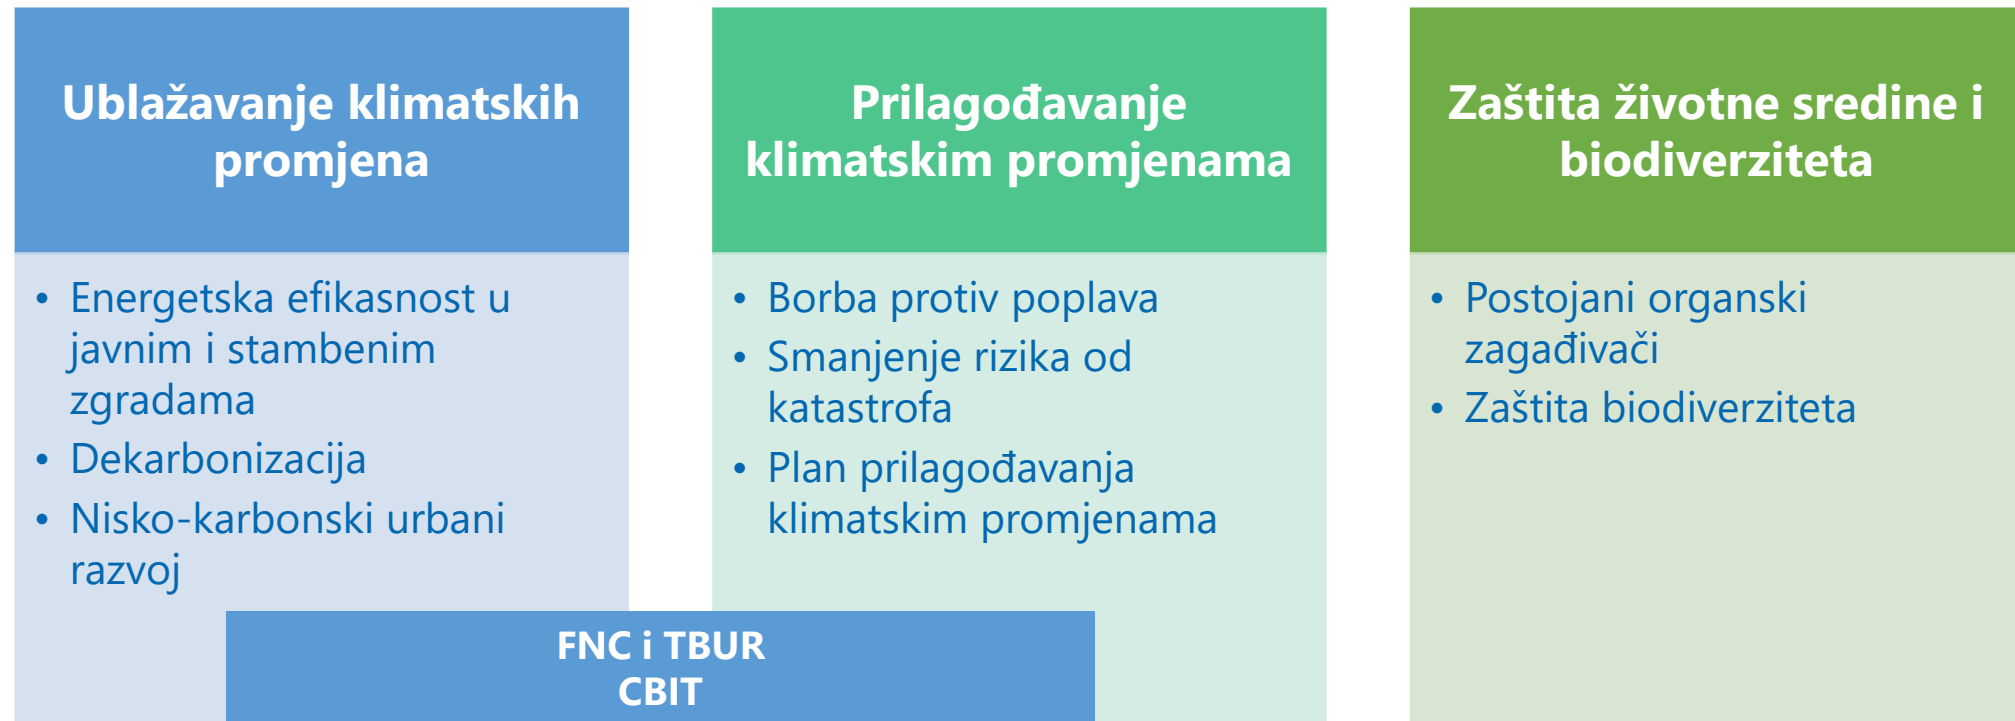 Ublažavanje klimatskih
promjena
• Energetska efikasnost u
javnim i stambenim
zgradama
• Dekarbonizacija
• Nisko-karbonski urbani
razvoj
Prilagođavanje
klimatskim promjenama
• Borba protiv poplava
• Smanjenje rizika od
katastrofa
• Plan prilagođavanja
klimatskim promjenama
Zaštita životne sredine i
biodiverziteta
• Postojani organski
zagađivači
• Zaštita biodiverziteta
FNC i TBUR
CBIT